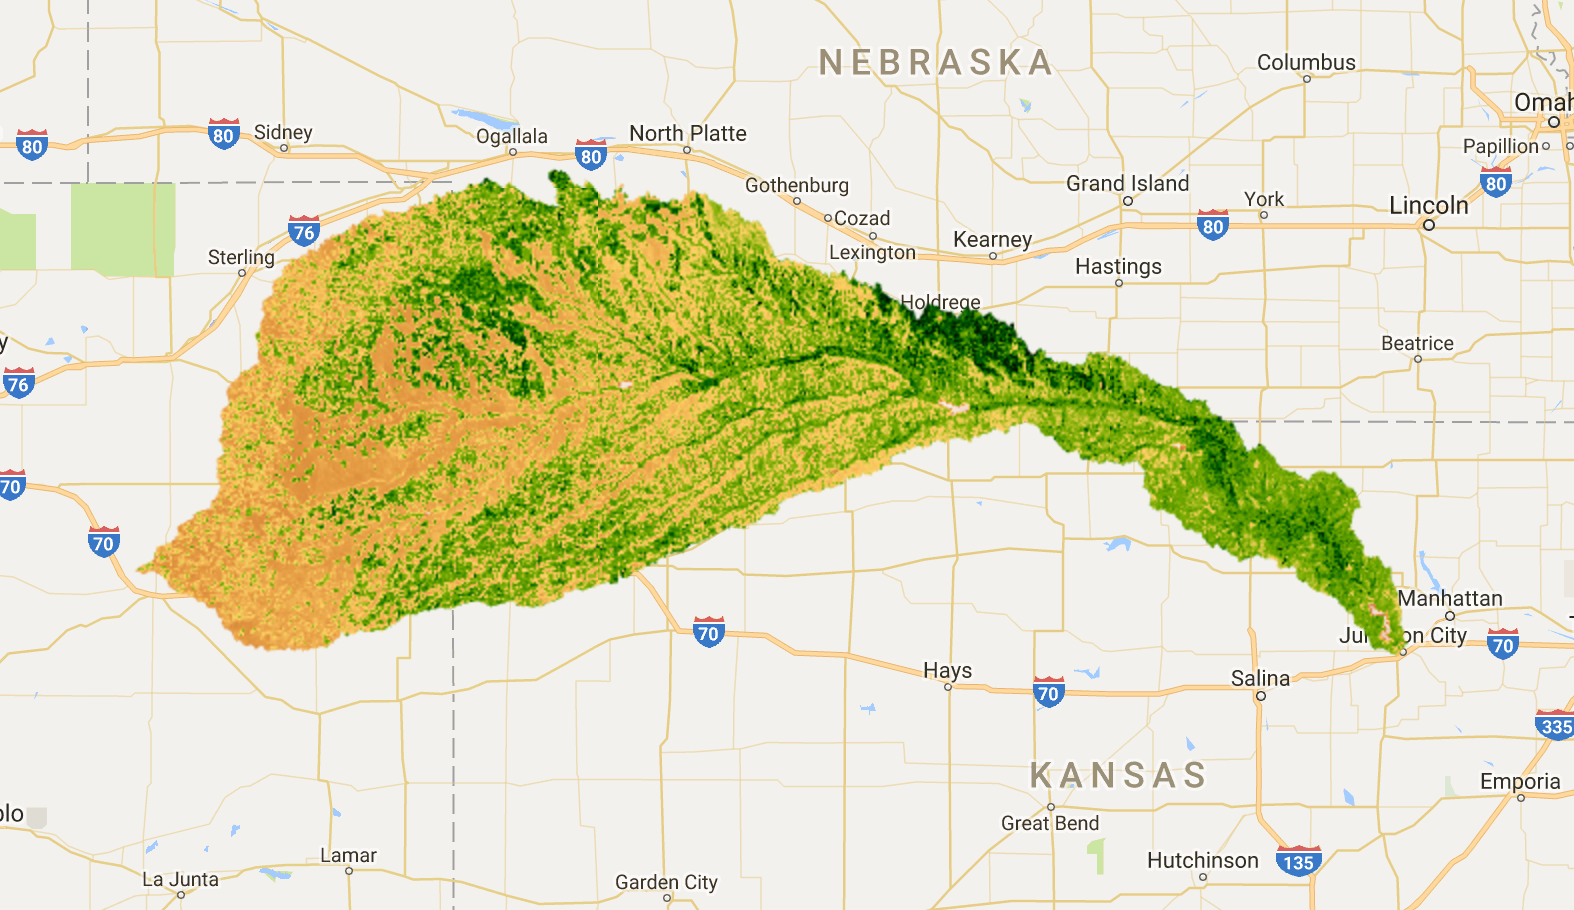 NEBRASKA
Columbus
Omah
80
80
Sidney
Ogallala
North Platte
80
Papillion
80
Gothenburg
Grand Island
York
Lincoln
76
Cozad
80
Sterling
Lexington
Kearney
Hastings
Holdrege
y
Beatrice
76
70
70
Manhattan
70
Jun on City
70
Hays
70
Salina
335
KANSAS
Emporia
blo
Great Bend
Lamar
Hutchinson
135
La Junta
Garden City